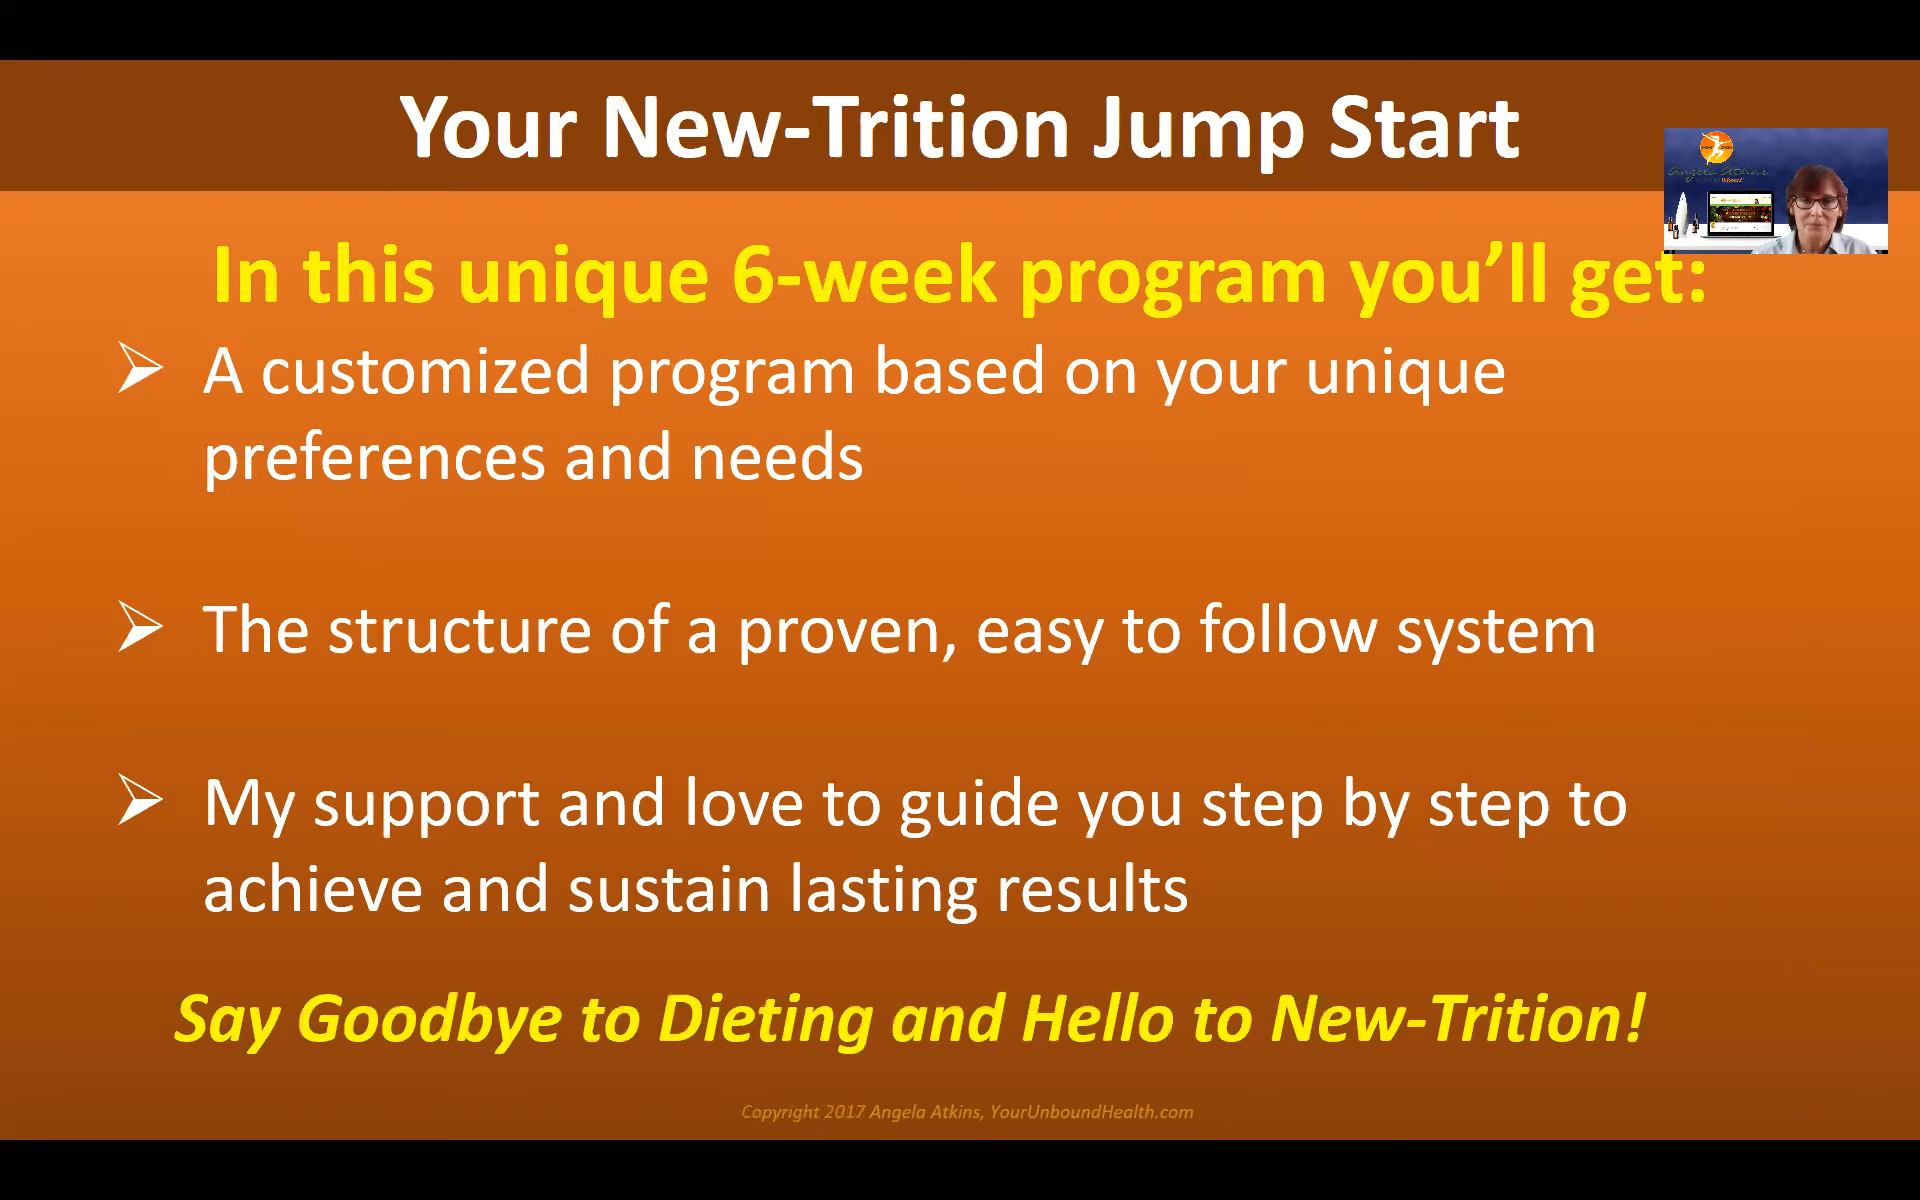 Your New-Trition Jump Start
Angela Atkins
Unbound
In this unique 6-week program you’ll get:
A customized program based on your unique
preferences and needs
The structure of a proven, easy to follow system
My support and love to guide you step by step to
achieve and sustain lasting results
Say Goodbye to Dieting and Hello to New-Trition!
Copyright 2017 Angela Atkins, YourUnboundHealth.com